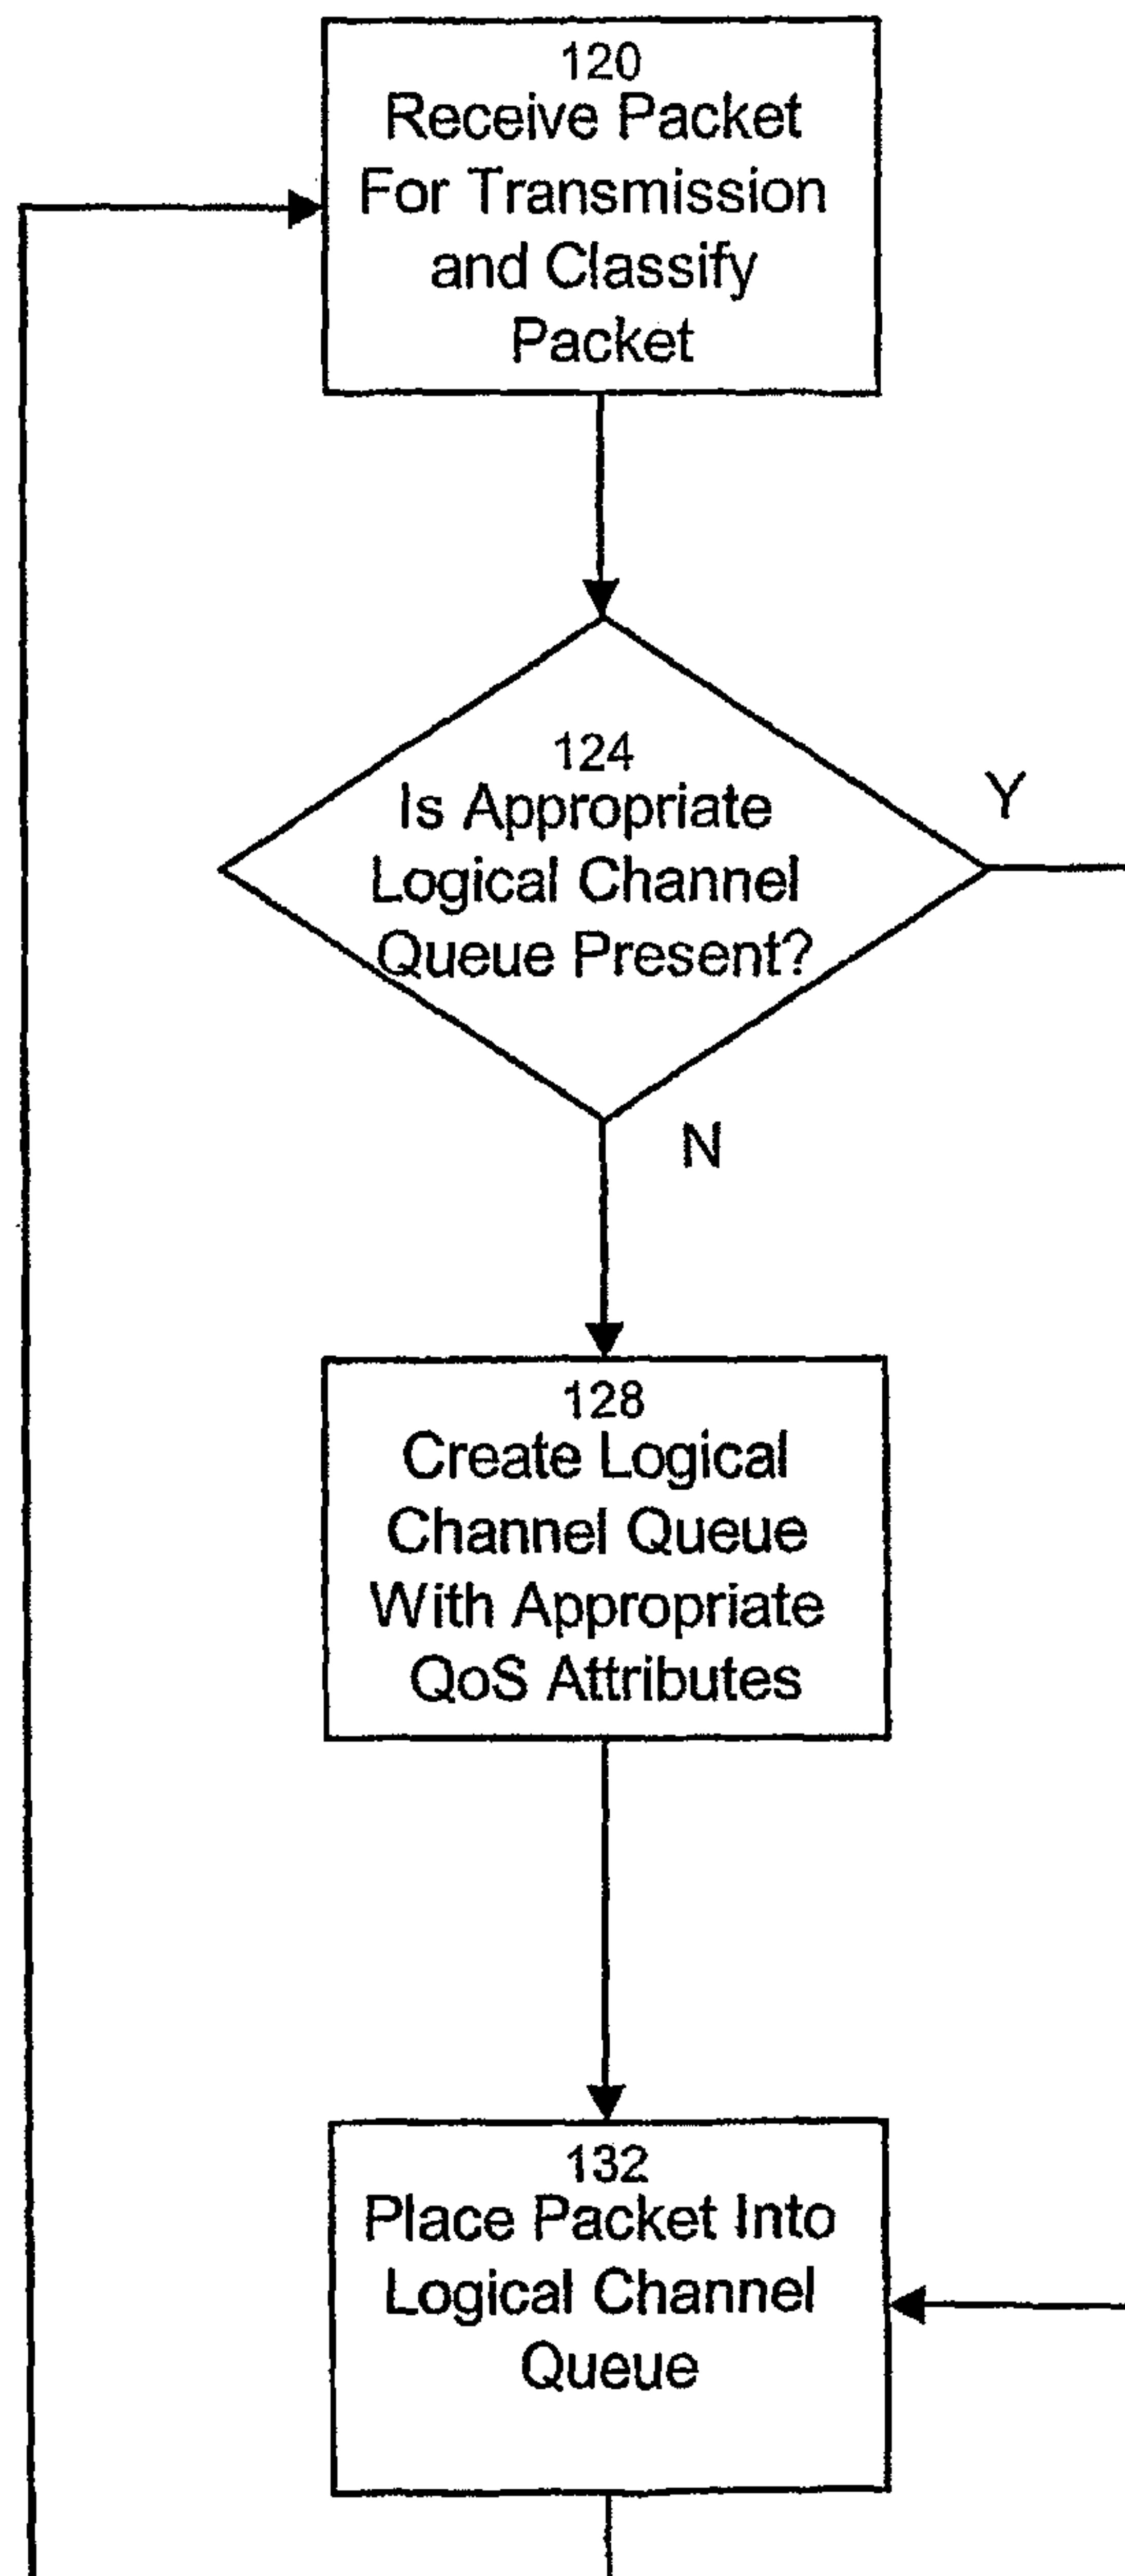 120
Receive Packet
For Transmission
and Classify
Packet
124
Is Appropriate
Logical Channel
Queue Present?
Y
N
128
Create Logical
Channel Queue
With Appropriate
QoS Attributes
132
Place Packet Into
Logical Channel
Queue